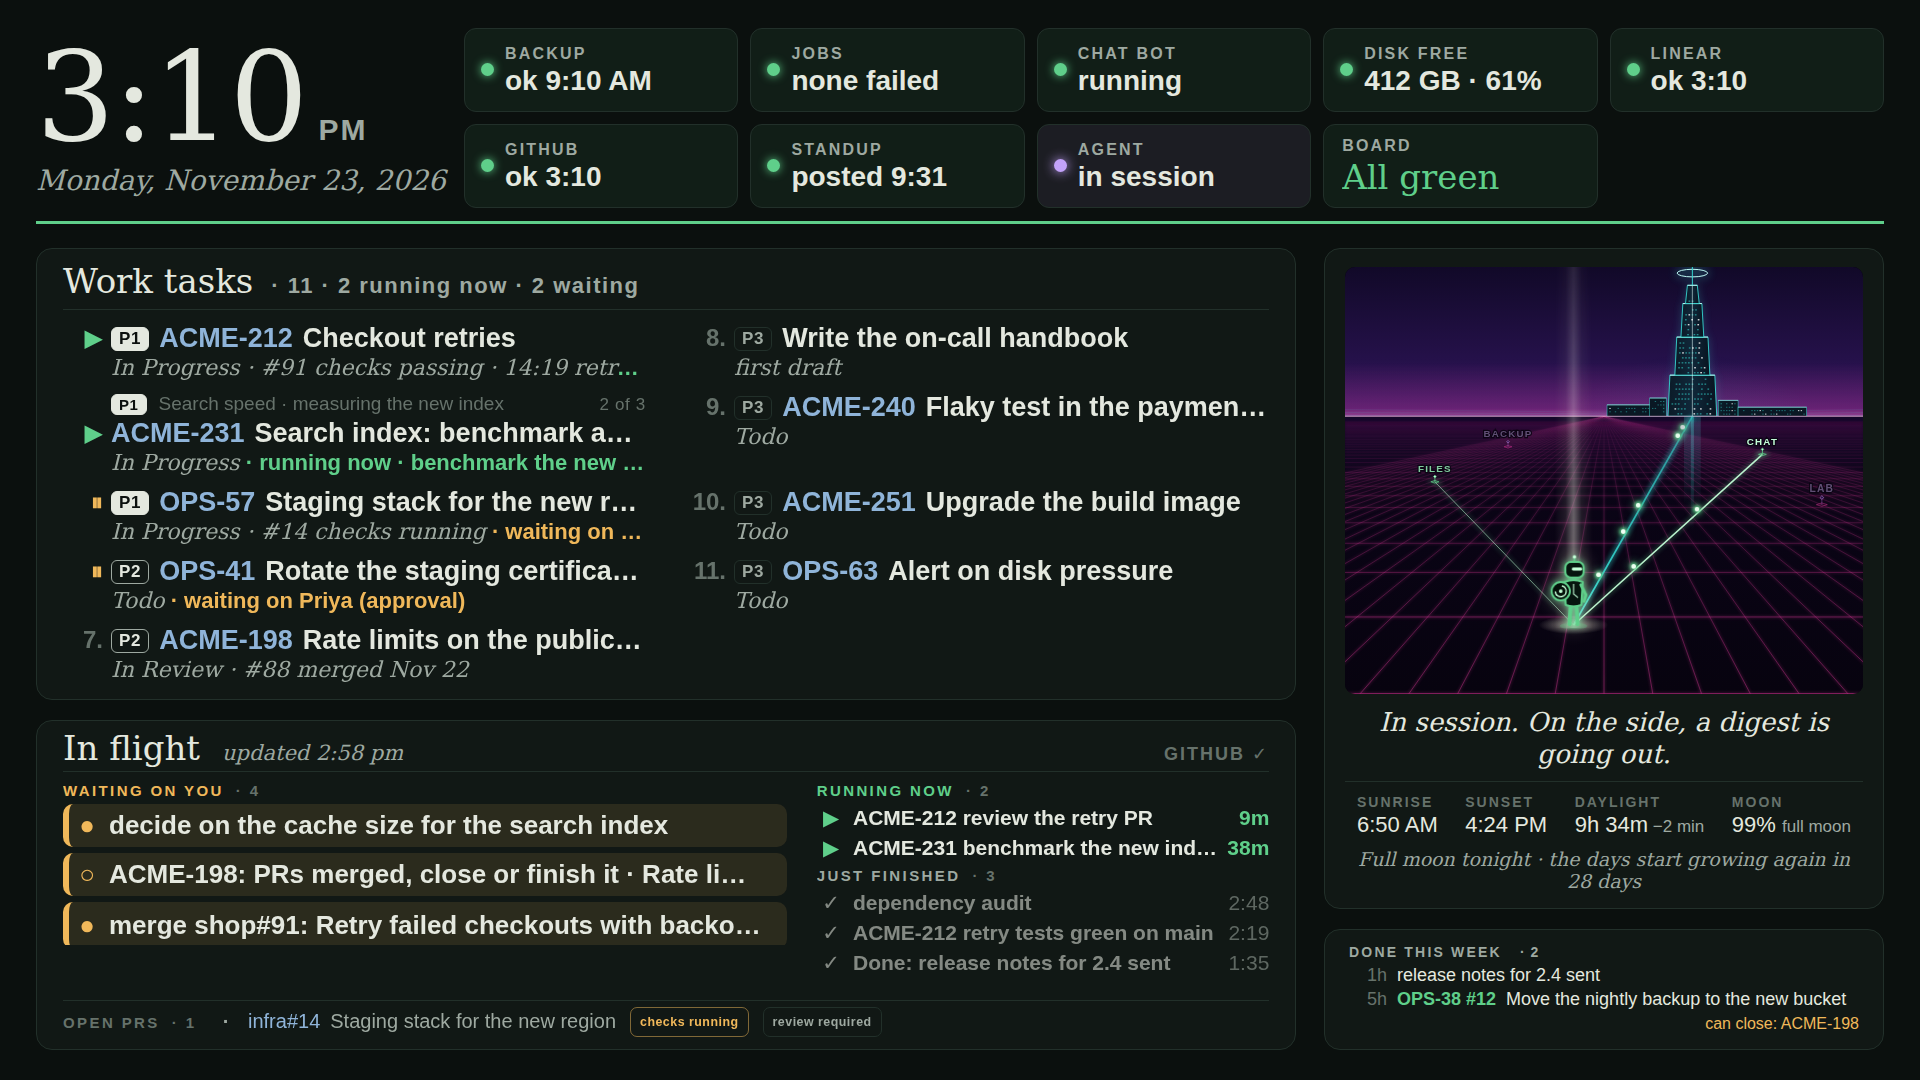 3:10 PM
Monday, November 23, 2026
BACKUP
ok 9:10 AM
JOBS
none failed
CHAT BOT
running
DISK FREE
412 GB · 61%
LINEAR
ok 3:10
GITHUB
ok 3:10
STANDUP
posted 9:31
AGENT
in session
BOARD
All green
Work tasks · 11 · 2 running now · 2 waiting
▶ P1 ACME-212 Checkout retries
In Progress · #91 checks passing · 14:19 retr…
P1 Search speed · measuring the new index 2 of 3
▶ ACME-231 Search index: benchmark a…
In Progress · running now · benchmark the new …
P1 OPS-57 Staging stack for the new r…
In Progress · #14 checks running · waiting on …
P2 OPS-41 Rotate the staging certifica…
Todo · waiting on Priya (approval)
7. P2 ACME-198 Rate limits on the public…
In Review · #88 merged Nov 22
8. P3 Write the on-call handbook
first draft
9. P3 ACME-240 Flaky test in the paymen…
Todo
10. P3 ACME-251 Upgrade the build image
Todo
11. P3 OPS-63 Alert on disk pressure
Todo
In flight updated 2:58 pm
GITHUB ✓
WAITING ON YOU · 4
● decide on the cache size for the search index
○ ACME-198: PRs merged, close or finish it · Rate li…
● merge shop#91: Retry failed checkouts with backo…
RUNNING NOW · 2
▶ ACME-212 review the retry PR 9m
▶ ACME-231 benchmark the new ind… 38m
JUST FINISHED · 3
✓ dependency audit 2:48
✓ ACME-212 retry tests green on main 2:19
✓ Done: release notes for 2.4 sent 1:35
OPEN PRS · 1 · infra#14 Staging stack for the new region checks running review required
BACKUP
CHAT
FILES
LAB
In session. On the side, a digest is
going out.
SUNRISE
6:50 AM
SUNSET
4:24 PM
DAYLIGHT
9h 34m −2 min
MOON
99% full moon
Full moon tonight · the days start growing again in
28 days
DONE THIS WEEK · 2
1h release notes for 2.4 sent
5h OPS-38 #12 Move the nightly backup to the new bucket
can close: ACME-198